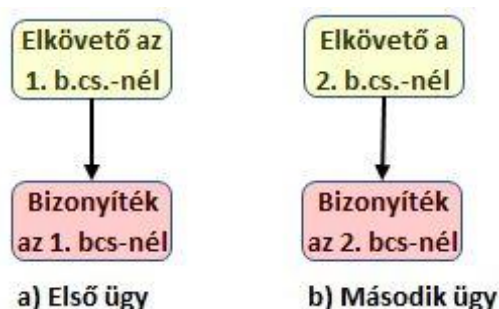 Elkövető az
1. b.cs.-nél
Elkövető a
2. b.cs.-nél
Bizonyíték
az 1. bcs-nél
Bizonyíték
az 2. bcs-nél
a) Első ügy
b) Második ügy